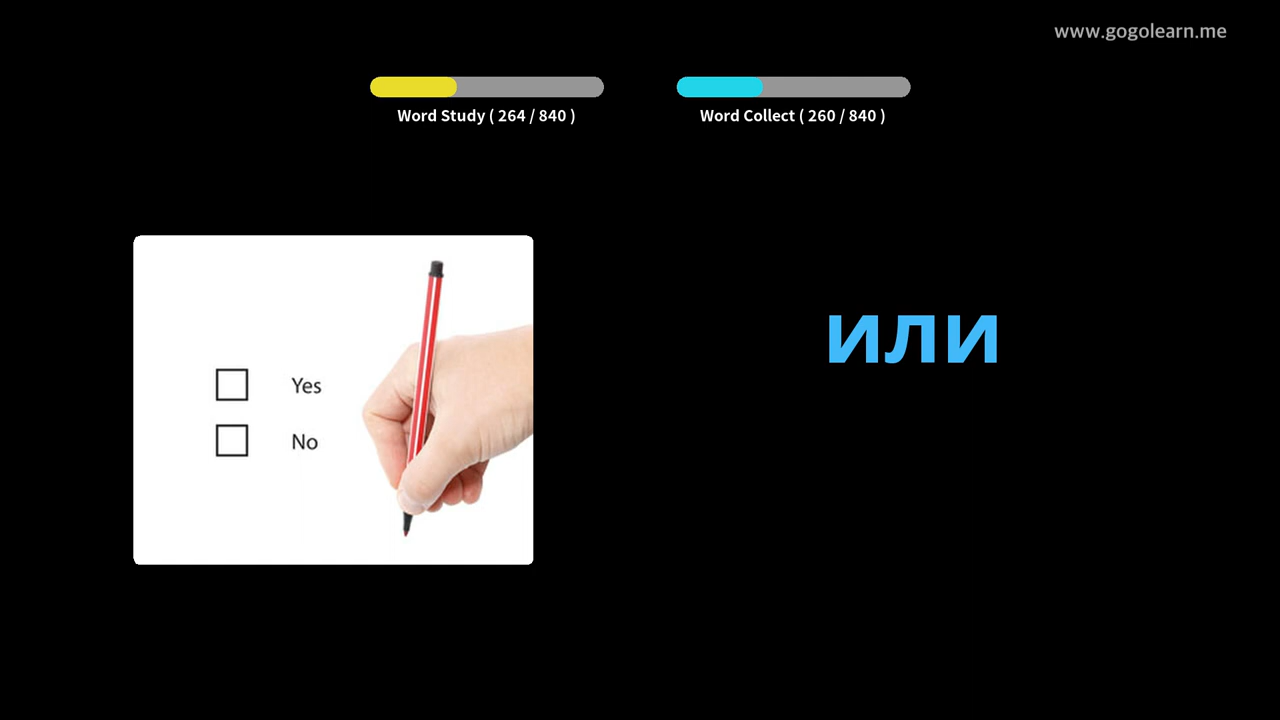 www.gogolearn.me
Word Study ( 264 / 840 )
Word Collect ( 260 / 840 )
или
Yes
No